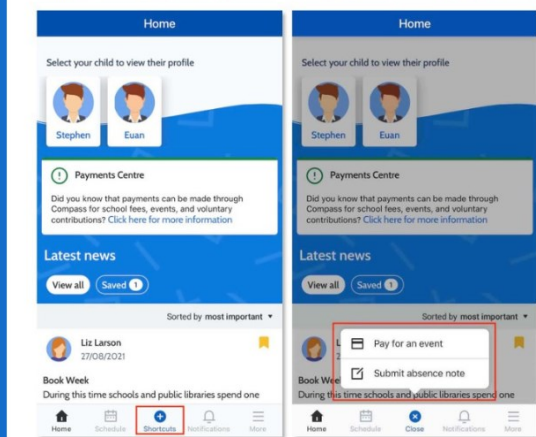 Home
Select your child to view their profile
Stephen
Euan
Payments Centre
Did you know that payments can be made through
Compass for school fees, events, and voluntary
contributions? Click here for more information
Latest news
View all
Saved 1
Sorted by most important
Liz Larson
27/08/2021
Book Week
During this time schools and public libraries spend one
Home
Schedule
Shortcuts
Notifications
More
Home
Select your child to view their profile
Stephen
Euan
Payments Centre
Did you know that payments can be made through
Compass for school fees, events, and voluntary
contributions? Click here for more information
Latest news
View all
Saved 1
Sorted by most important
L
2
Pay for an event
Submit absence note
Book Wee
During this time schools and public libraries spend one
Home
Schedule
Close
Notifications
More